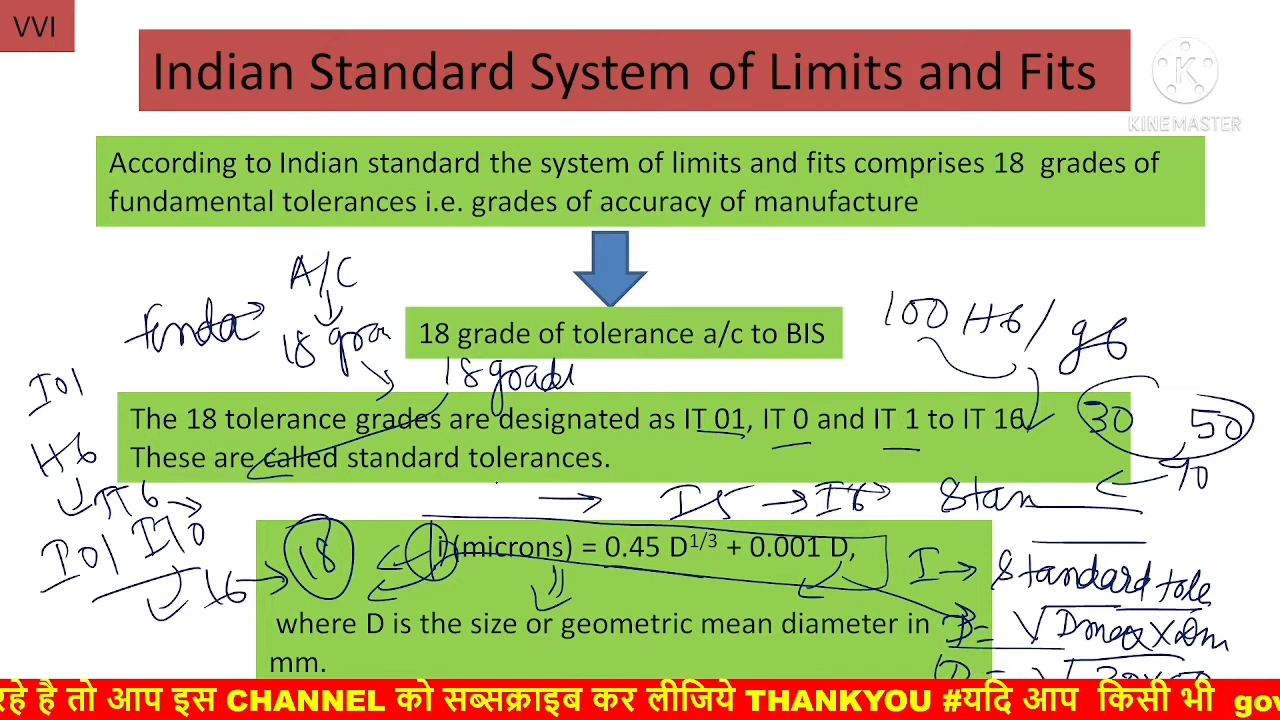 VVI
Indian Standard System of Limits and Fits
KINEMASTER
According to Indian standard the system of limits and fits comprises 18 grades of
fundamental tolerances i.e. grades of accuracy of manufacture
A/C
100 H6/g6
18 grade of tolerance a/c to BIS
18 gra
I01
18 grade
The 18 tolerance grades are designated as IT 01, IT 0 and IT 1 to IT 16.
30 50
These are called standard tolerances.
H6
IT6
I5 → I6 Stan
I01 IT0
16 → 18
i (microns) = 0.45 D^1/3 + 0.001 D,
I → Standard tole
where D is the size or geometric mean diameter in
mm.
D = √Dmax×Dm
रहे है तो आप इस CHANNEL को सब्सक्राइब कर लीजिये THANKYOU #यदि आप किसी भी gov